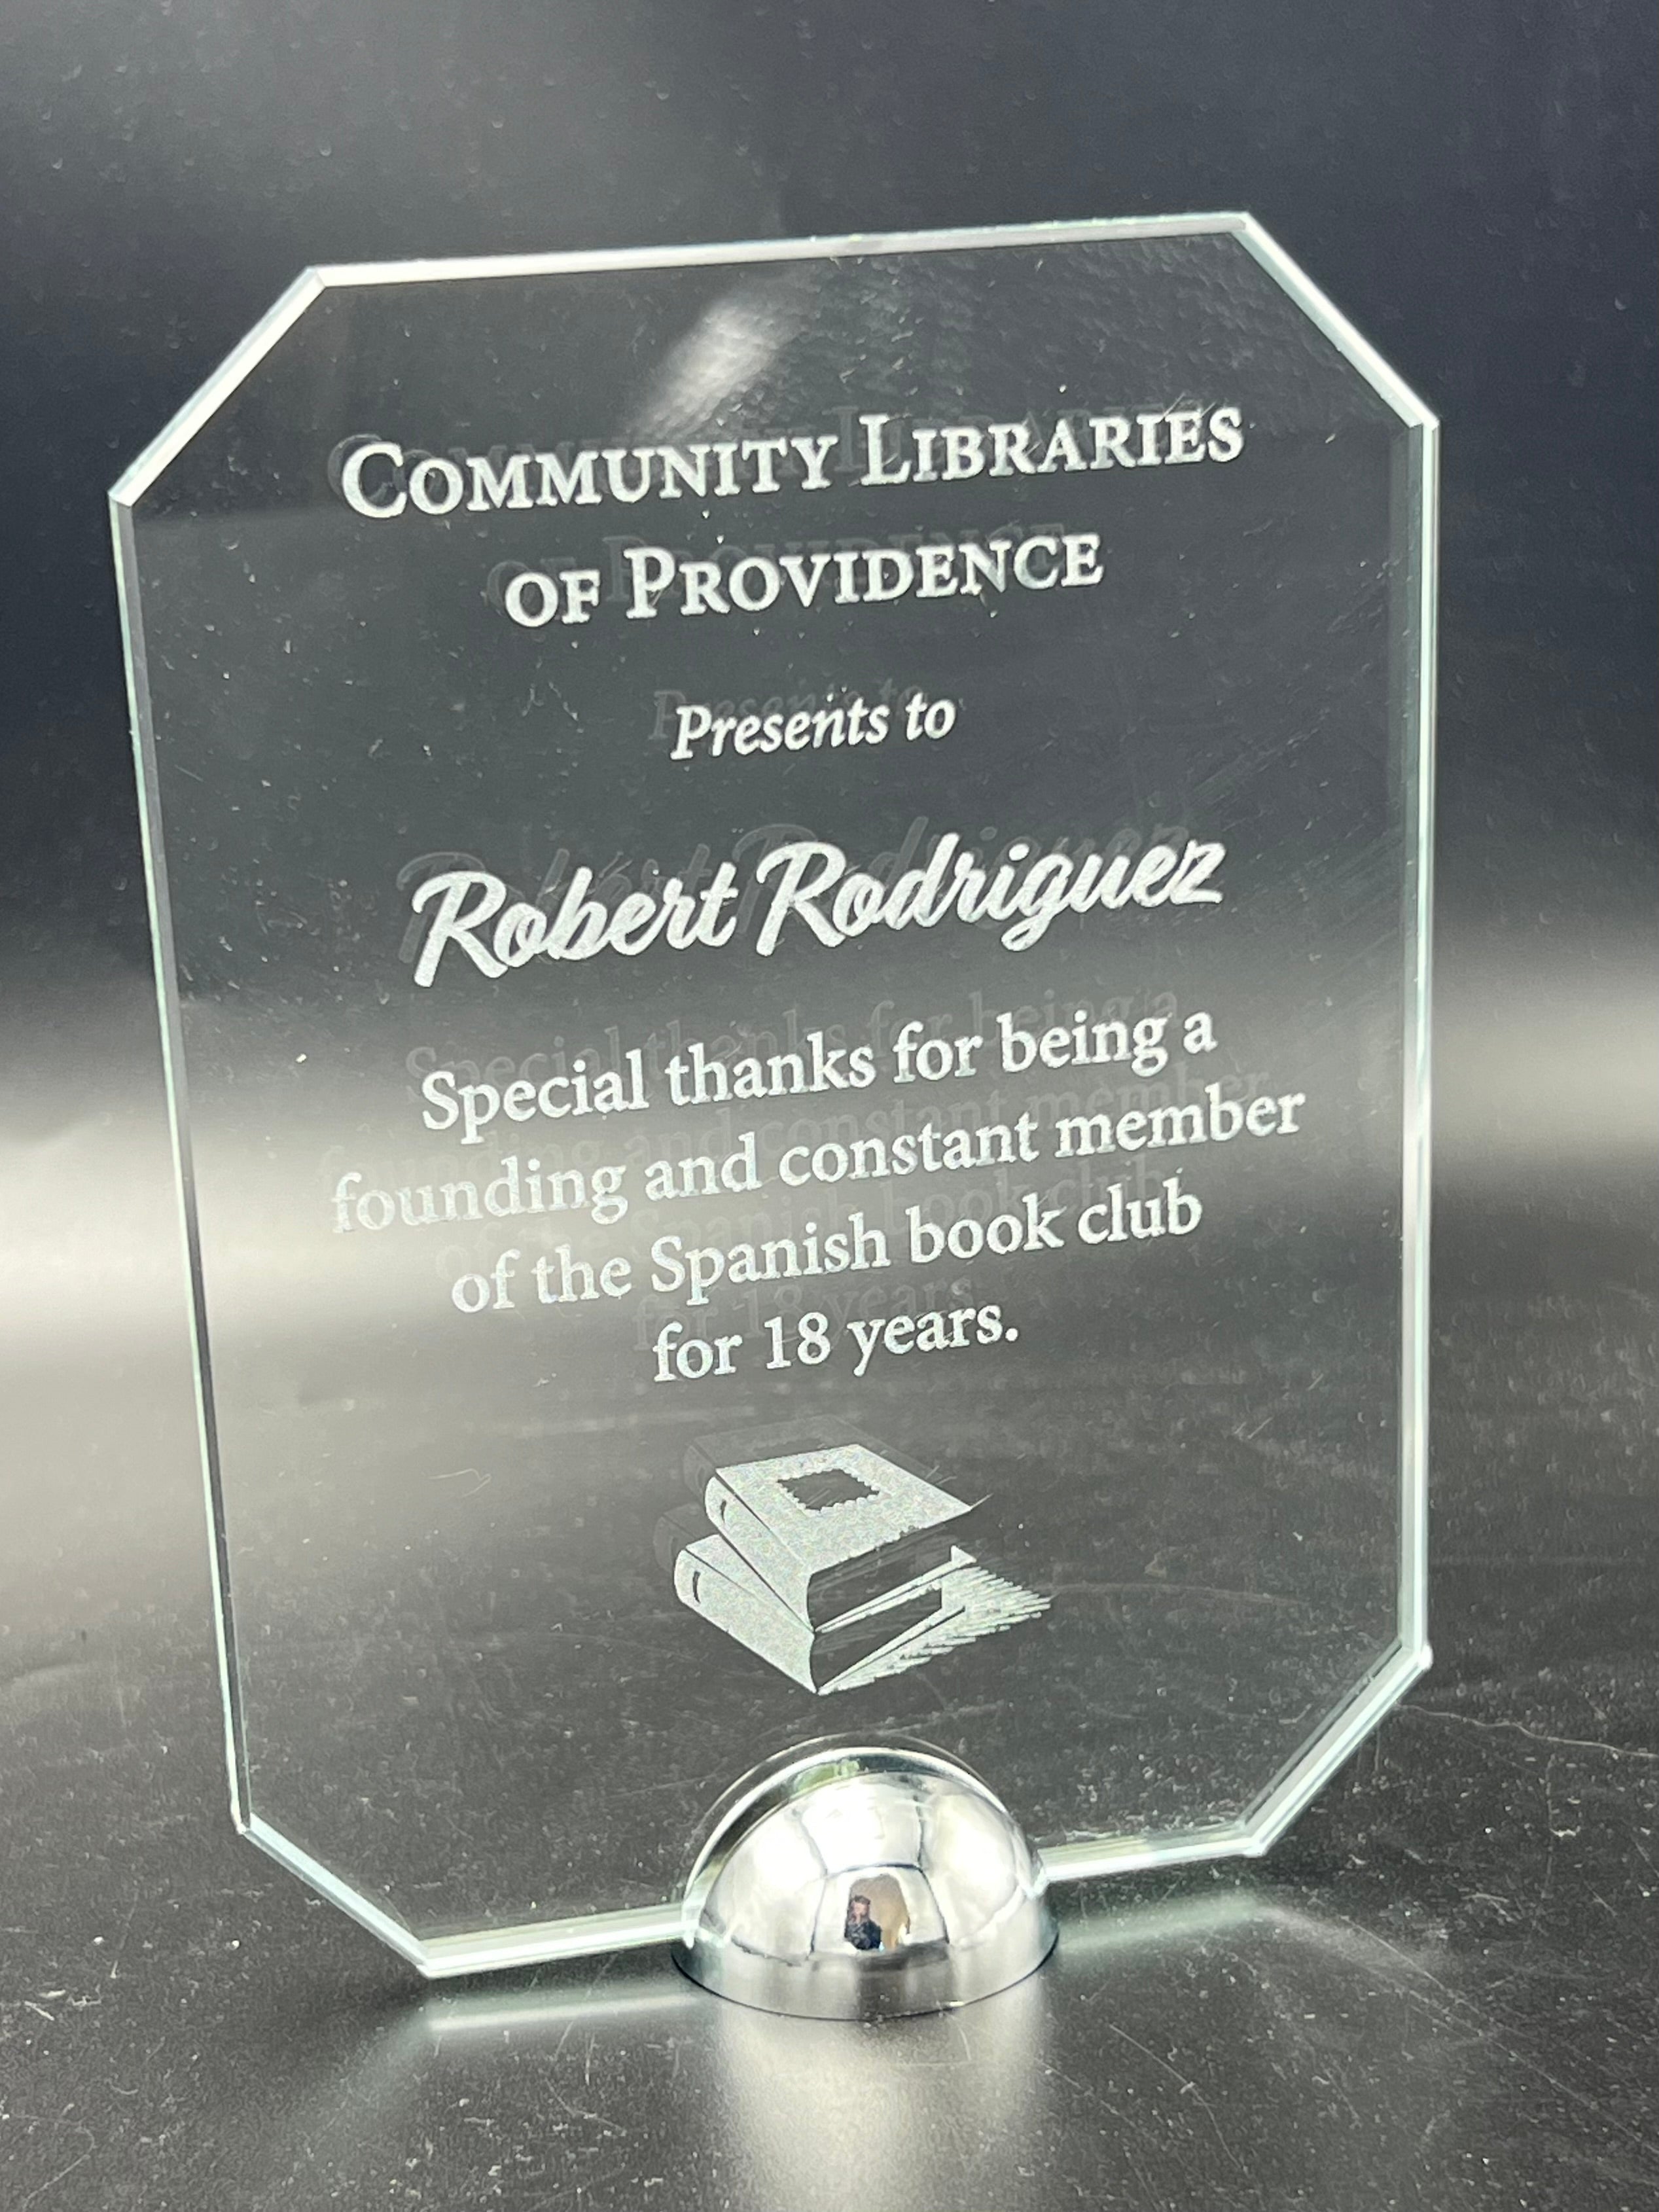 COMMUNITY LIBRARIES
OF PROVIDENCE
Presents to
Robert Rodriguez
Special thanks for being a
founding and constant member
of the Spanish book club
for 18 years.